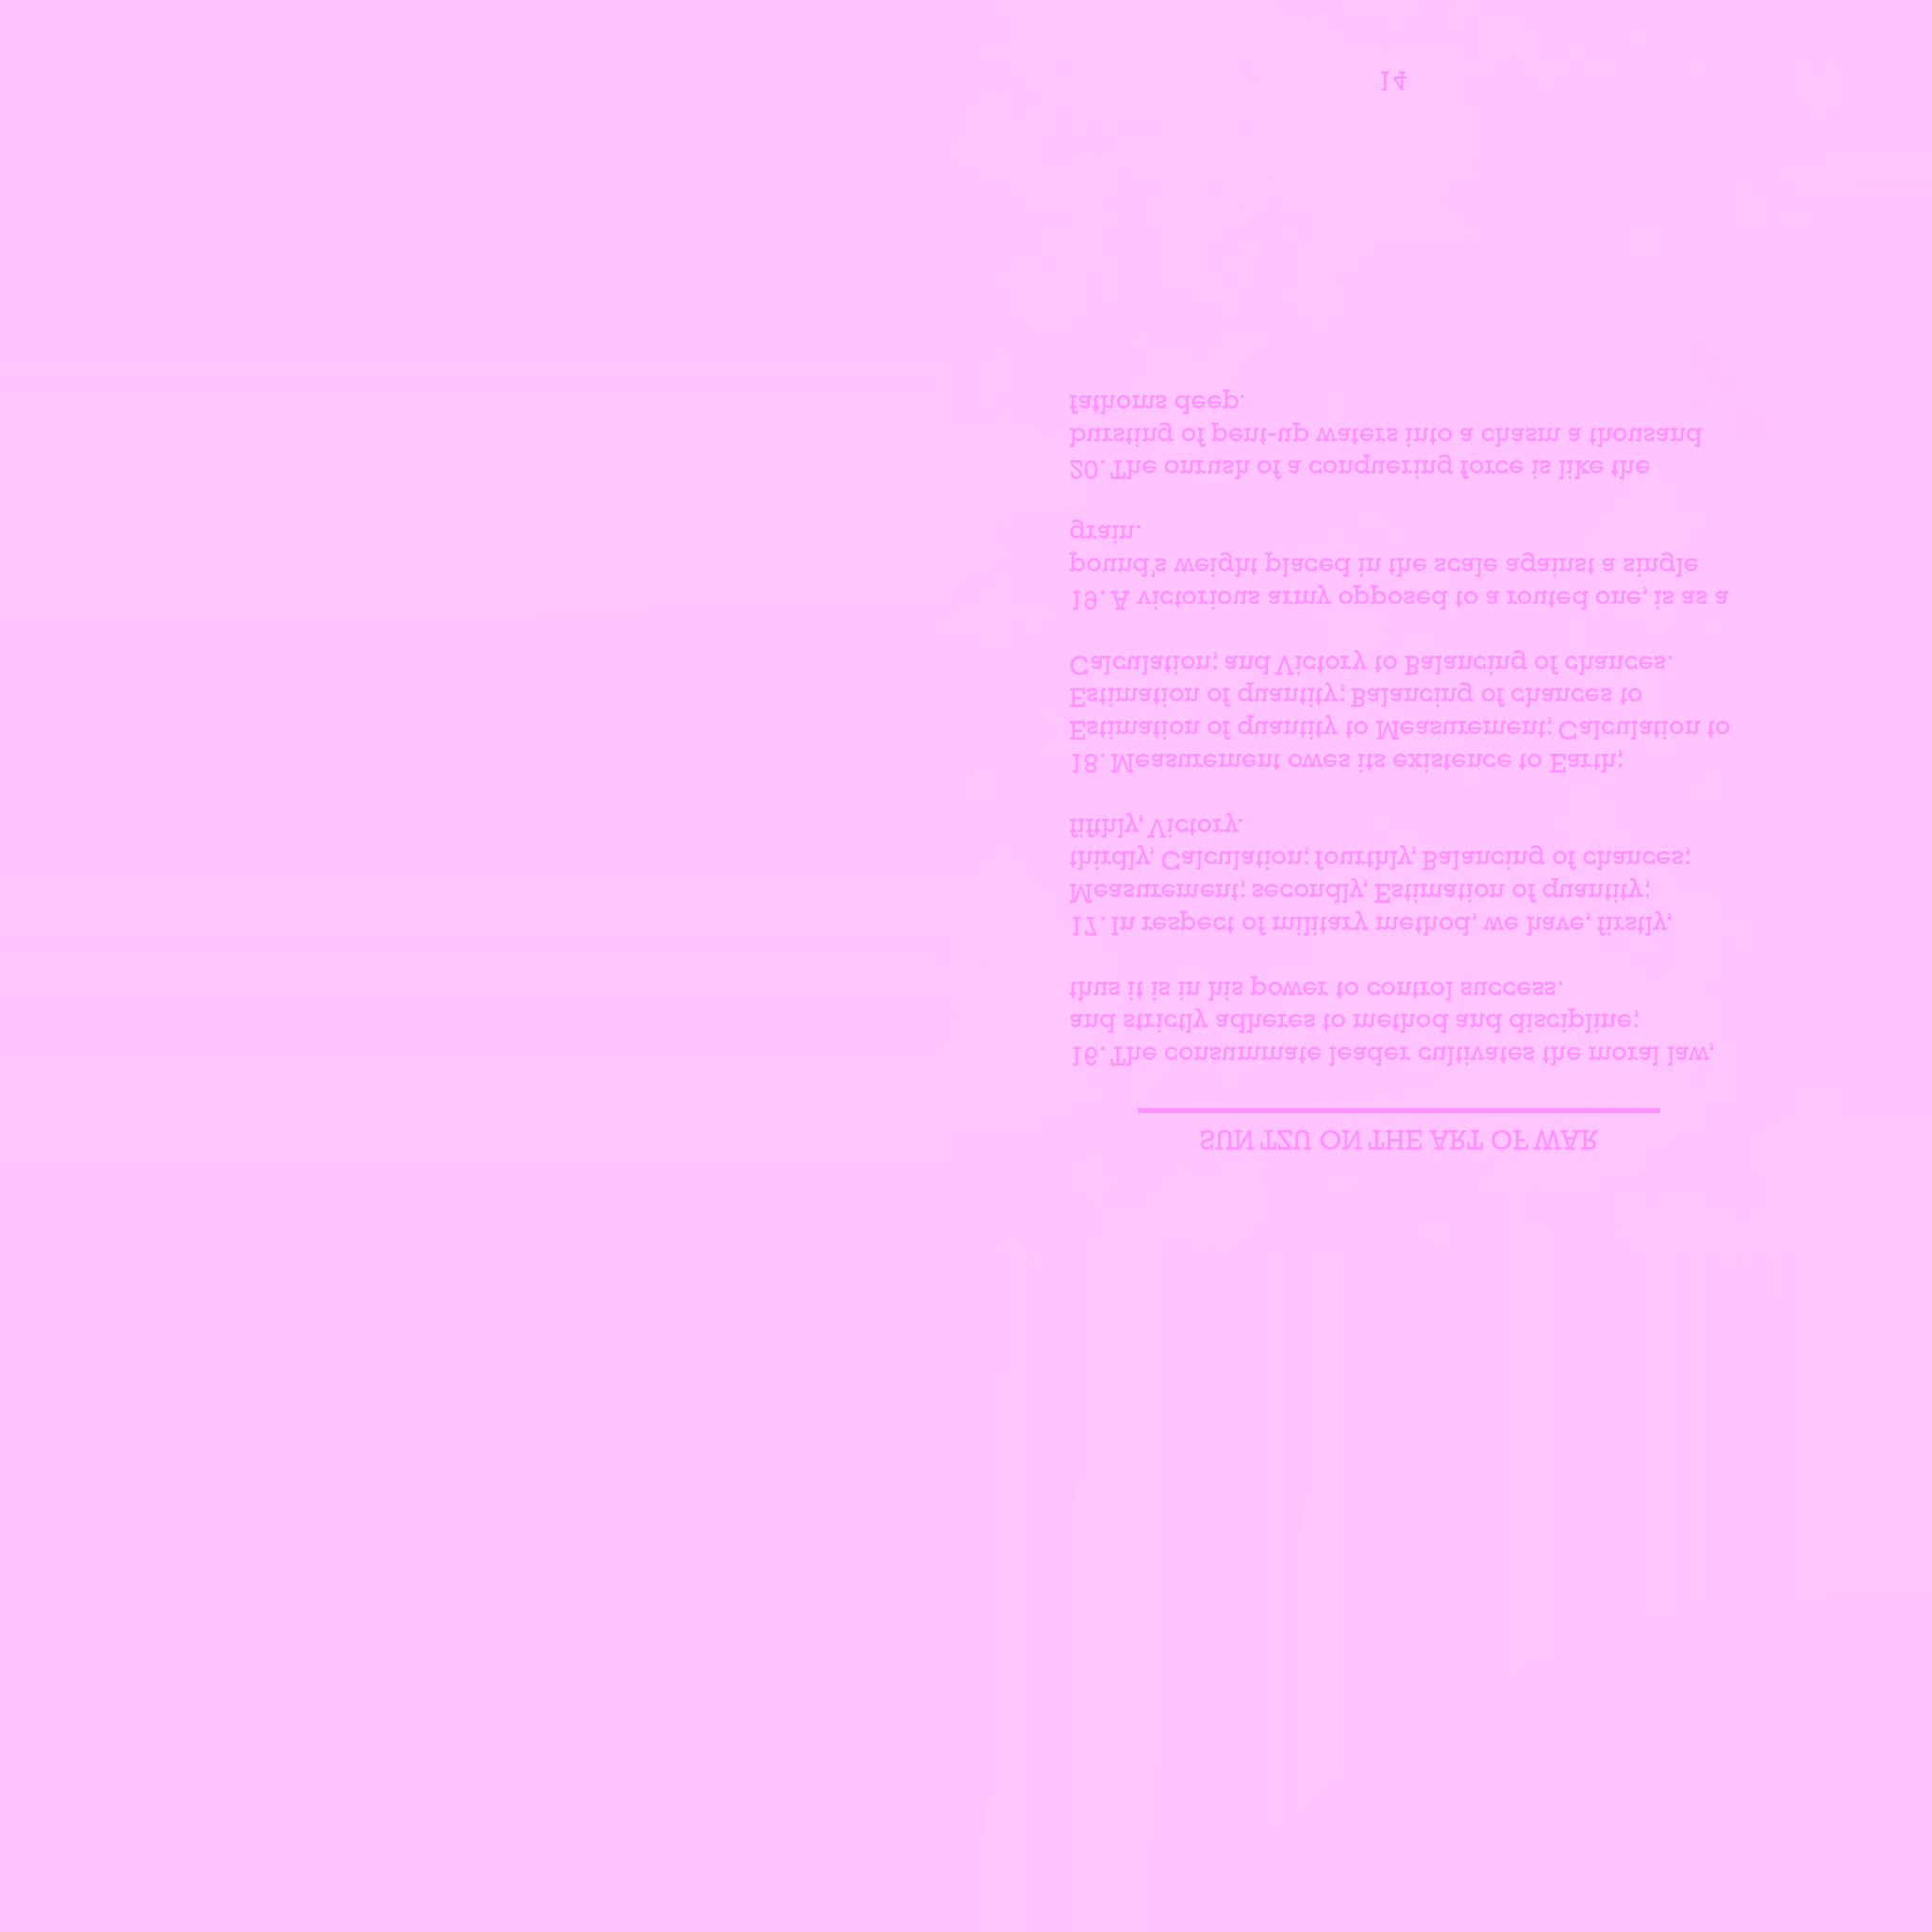 SUN TZU ON THE ART OF WAR
16. The consummate leader cultivates the moral law,
and strictly adheres to method and discipline;
thus it is in his power to control success.
17. In respect of military method, we have, firstly,
Measurement; secondly, Estimation of quantity;
thirdly, Calculation; fourthly, Balancing of chances;
fifthly, Victory.
18. Measurement owes its existence to Earth;
Estimation of quantity to Measurement; Calculation to
Estimation of quantity; Balancing of chances to
Calculation; and Victory to Balancing of chances.
19. A victorious army opposed to a routed one, is as a
pound's weight placed in the scale against a single
grain.
20. The onrush of a conquering force is like the
bursting of pent-up waters into a chasm a thousand
fathoms deep.
14